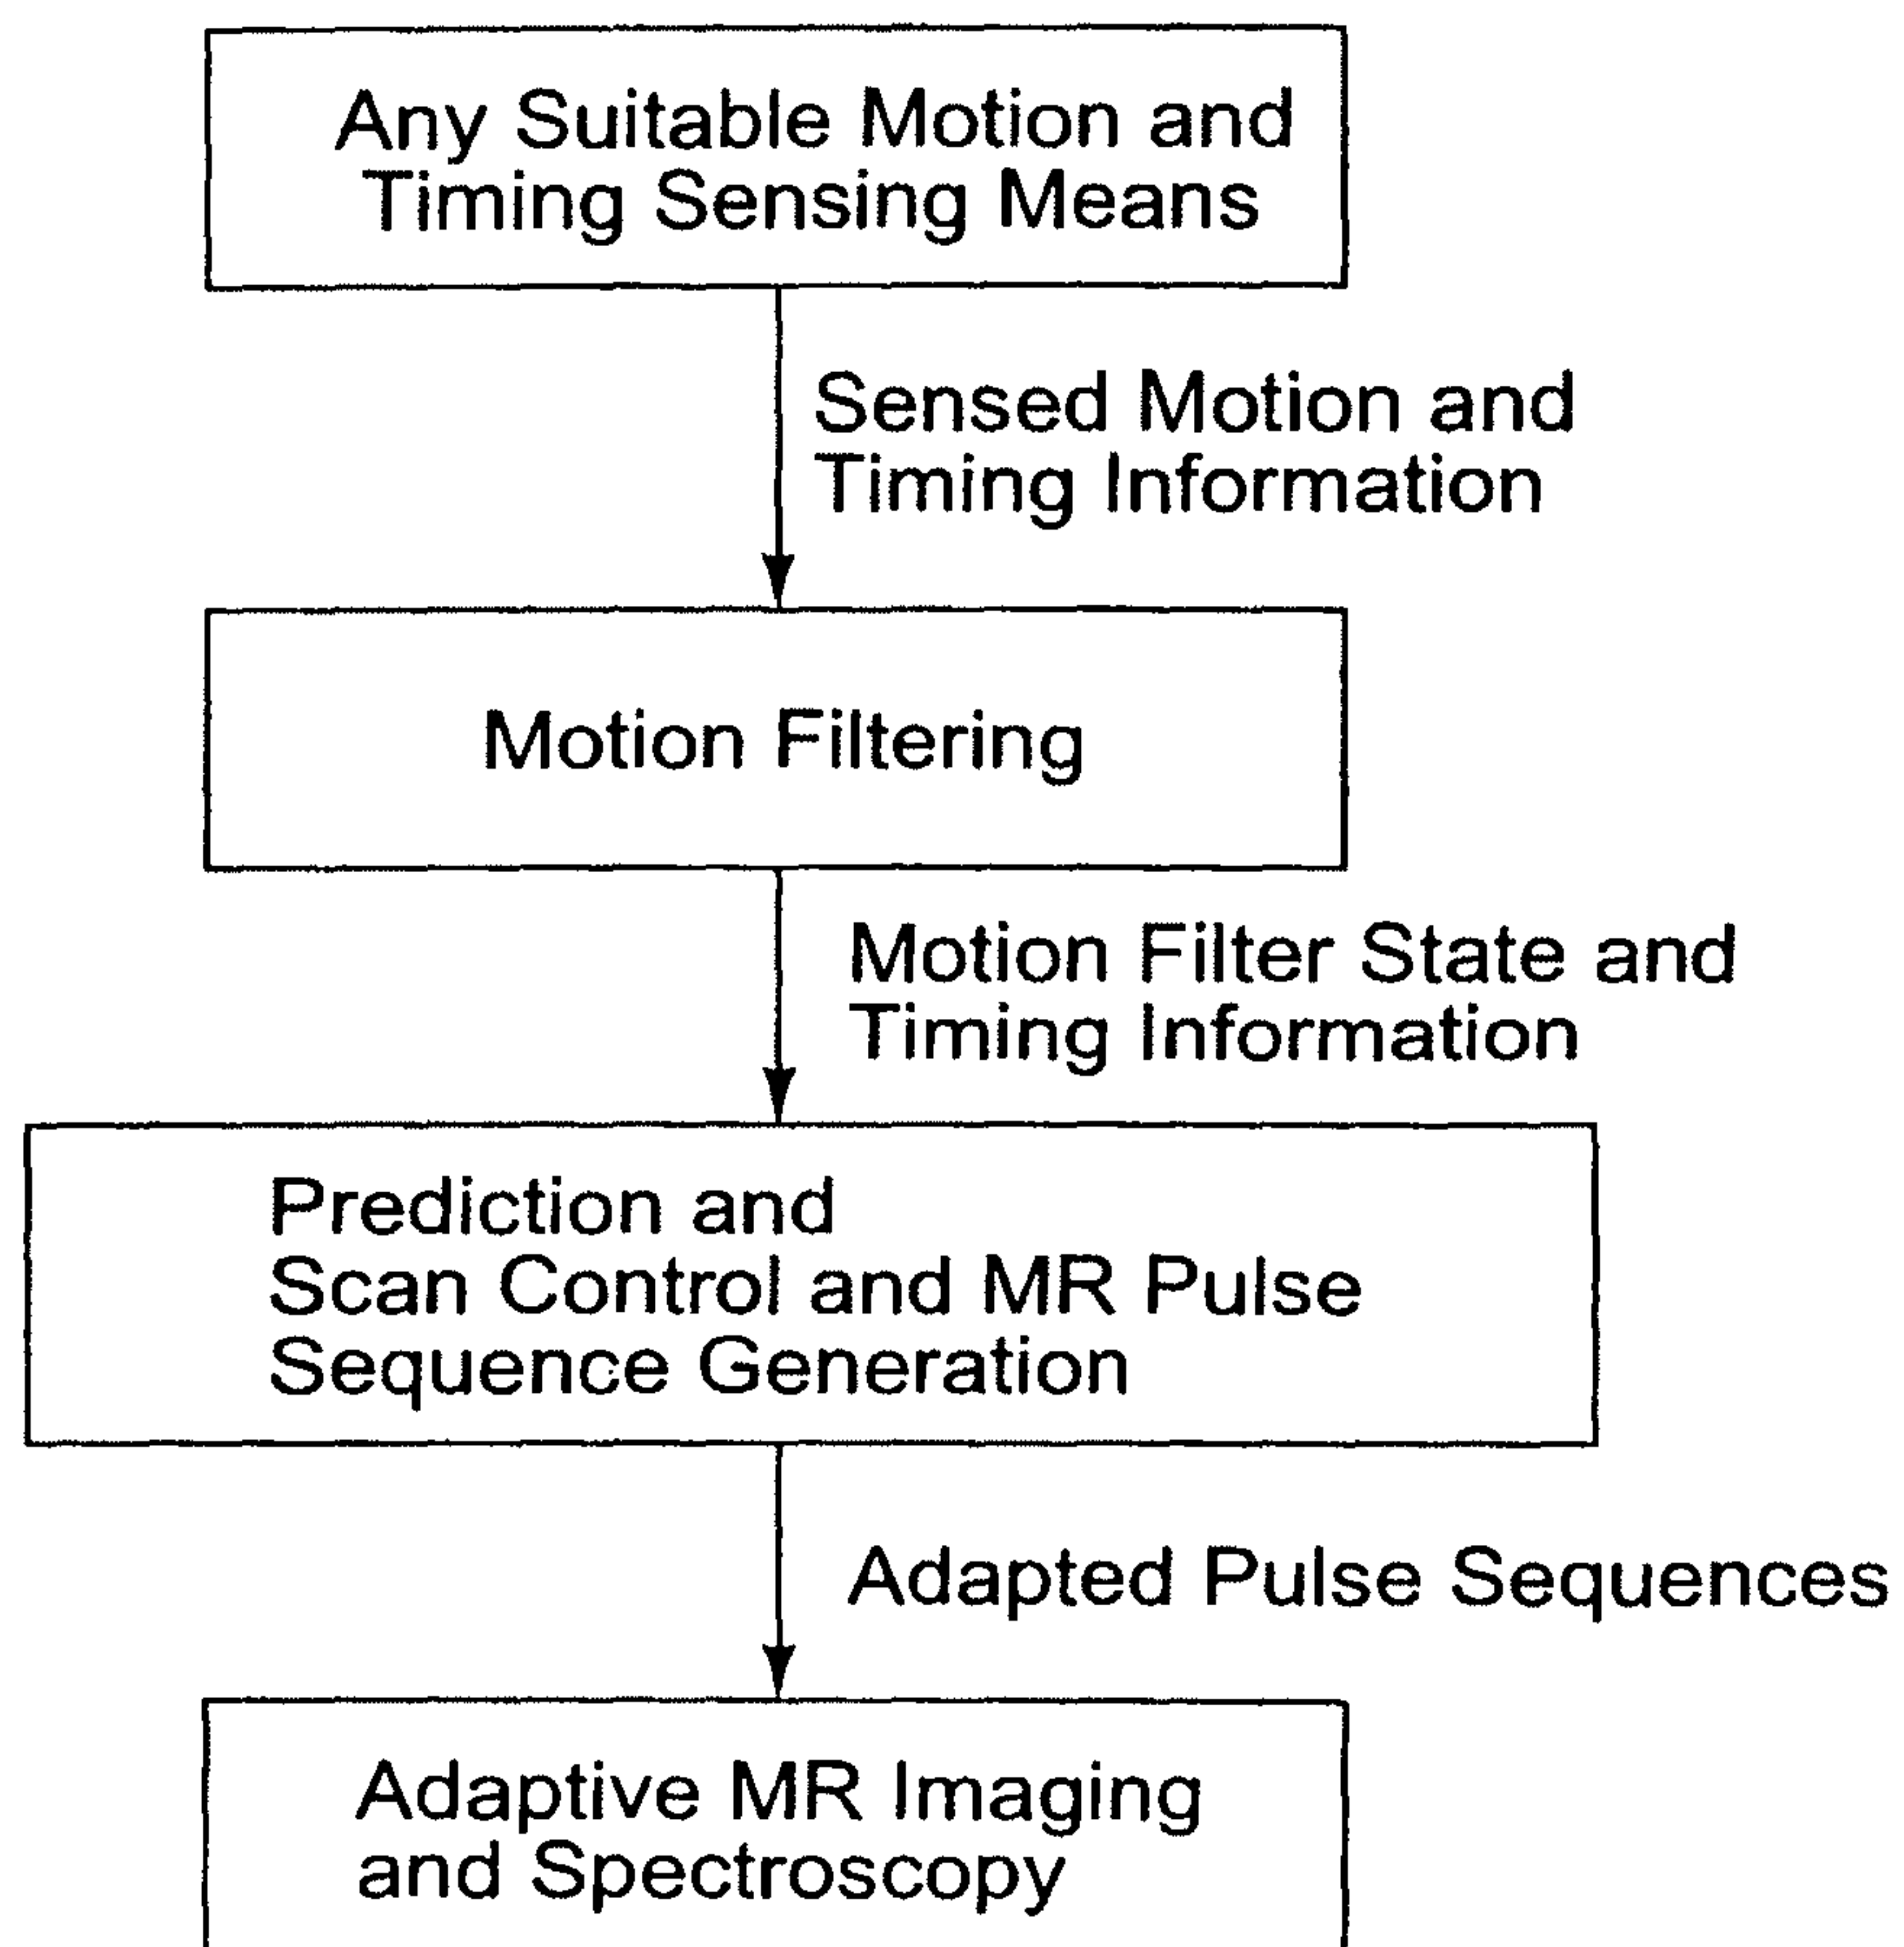 Any Suitable Motion and
Timing Sensing Means
Sensed Motion and
Timing Information
Motion Filtering
Motion Filter State and
Timing Information
Prediction and
Scan Control and MR Pulse
Sequence Generation
Adapted Pulse Sequences
Adaptive MR Imaging
and Spectroscopy